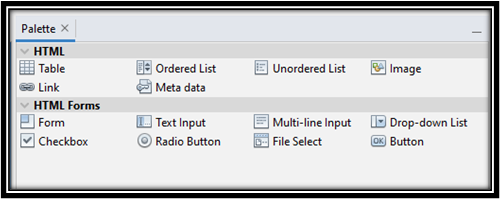 Palette
HTML
Table Ordered List Unordered List Image
Link Meta data
HTML Forms
Form Text Input Multi-line Input Drop-down List
Checkbox Radio Button File Select OK Button